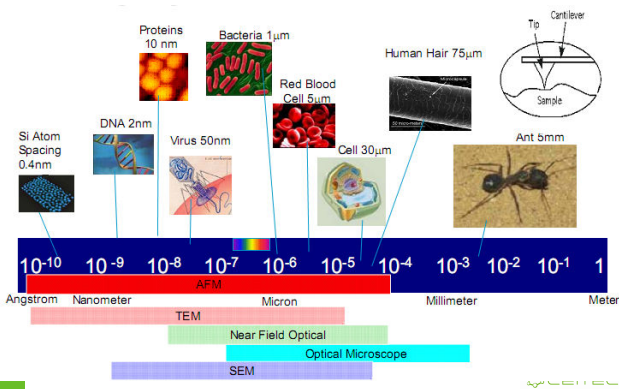 Proteins
10 nm
Bacteria 1μm
Human Hair 75μm
Cantilever
Tip
Sample
Red Blood
Cell 5μm
Si Atom
Spacing
0.4nm
DNA 2nm
Virus 50nm
Cell 30μm
Ant 5mm
10-10 10-9 10-8 10-7 10-6 10-5 10-4 10-3 10-2 10-1 1
AFM
Angstrom Nanometer Micron Millimeter Meter
TEM
Near Field Optical
Optical Microscope
SEM